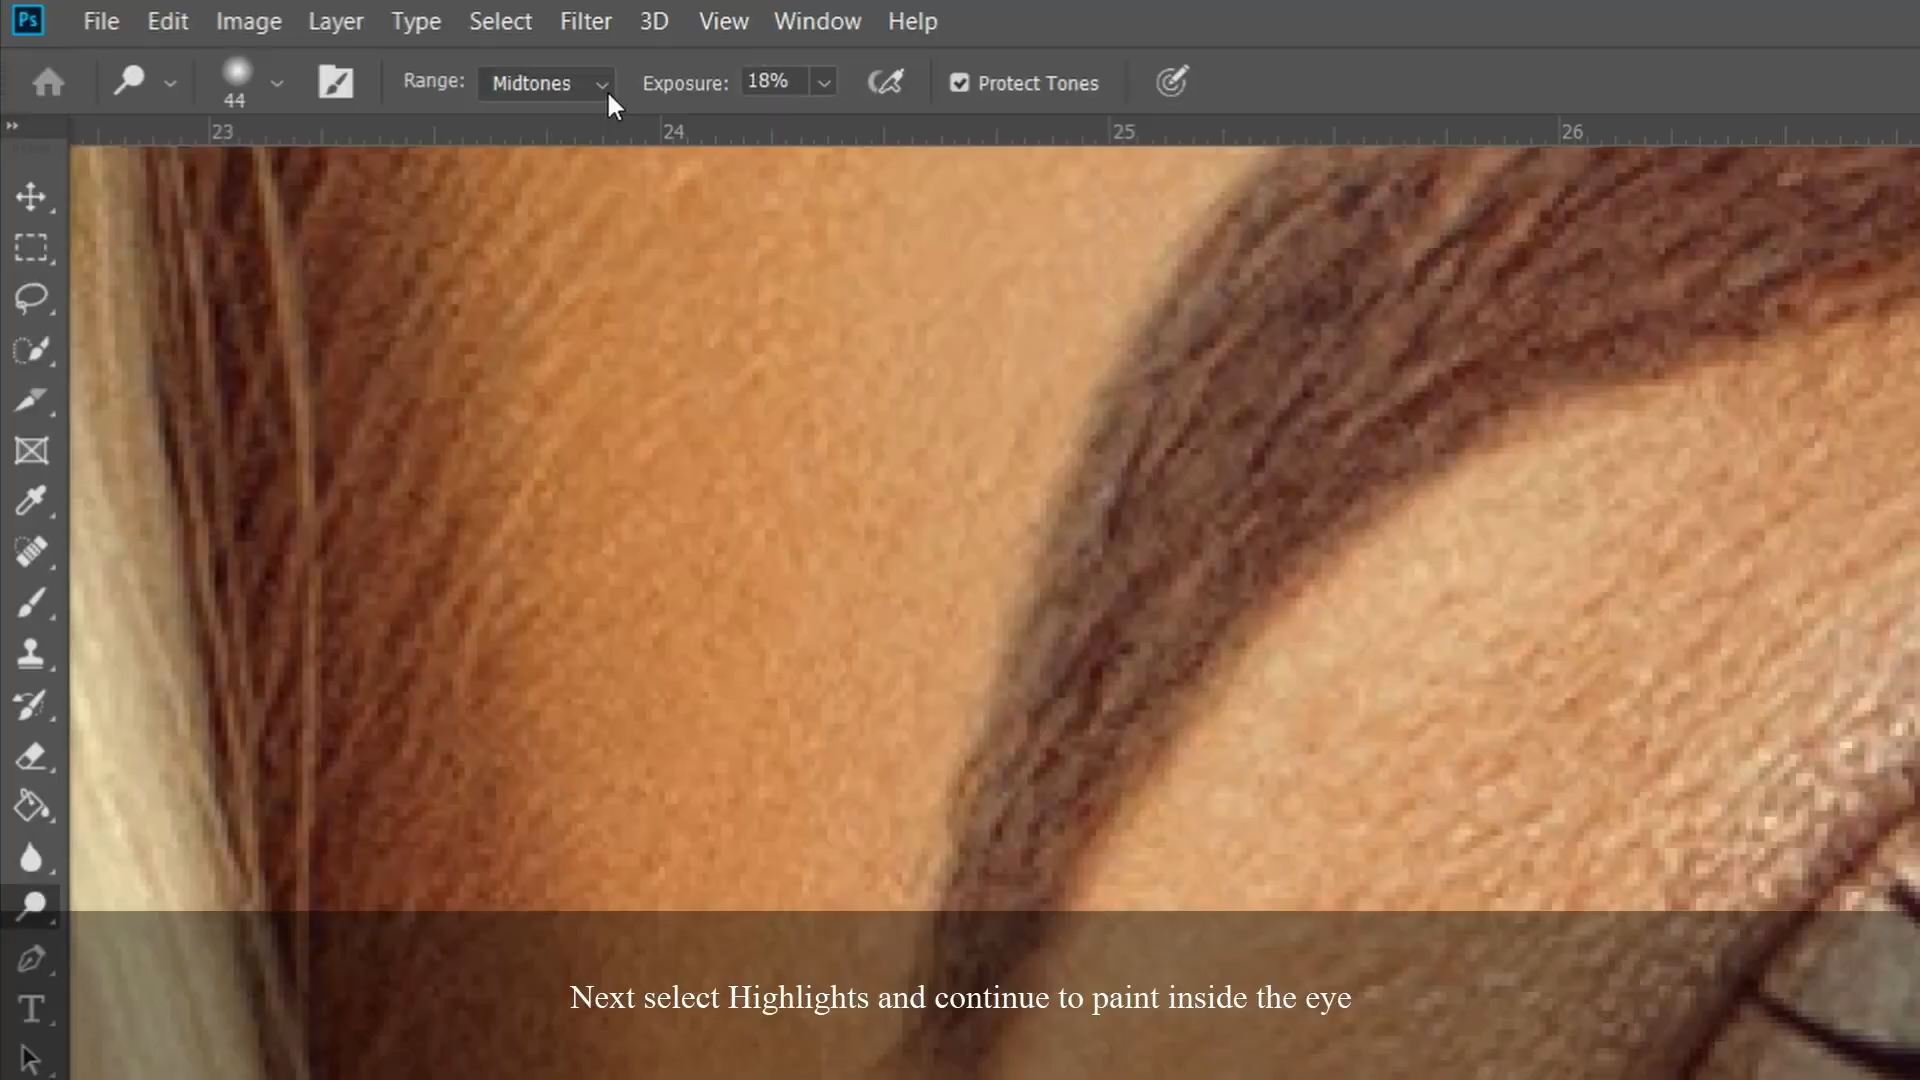 Ps File Edit Image Layer Type Select Filter 3D View Window Help
44 Range: Midtones Exposure: 18% Protect Tones
23 24 25 26
T
Next select Highlights and continue to paint inside the eye